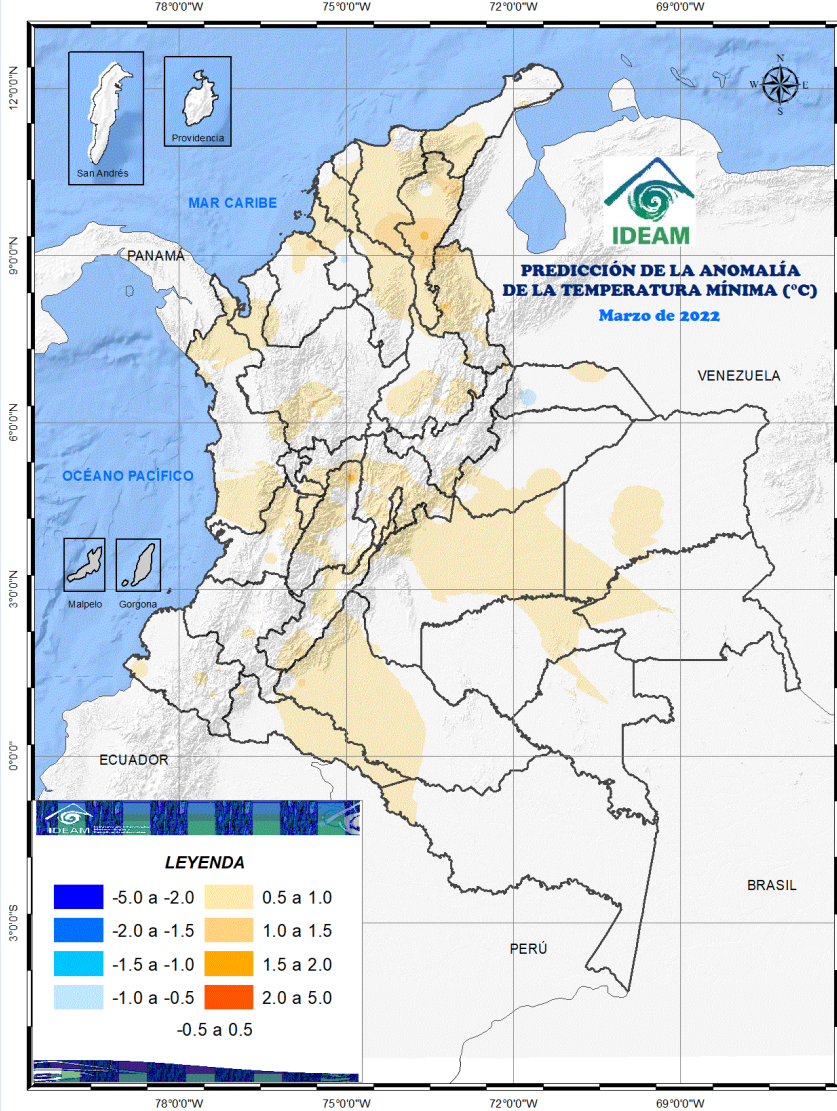 78°0'0"W
75°0'0"W
72°0'0"W
69°0'0"W
12°0'0"N
9°0'0"N
6°0'0"N
3°0'0"N
0°0'0"
3°0'0"S
N
W
E
S
San Andrés
Providencia
MAR CARIBE
IDEAM
PANAMÁ
PREDICCIÓN DE LA ANOMALÍA
DE LA TEMPERATURA MÍNIMA (°C)
Marzo de 2022
VENEZUELA
OCÉANO PACÍFICO
Malpelo
Gorgona
ECUADOR
IDEAM
LEYENDA
-5.0 a -2.0
0.5 a 1.0
-2.0 a -1.5
1.0 a 1.5
-1.5 a -1.0
1.5 a 2.0
-1.0 a -0.5
2.0 a 5.0
-0.5 a 0.5
BRASIL
PERÚ
78°0'0"W
75°0'0"W
72°0'0"W
69°0'0"W